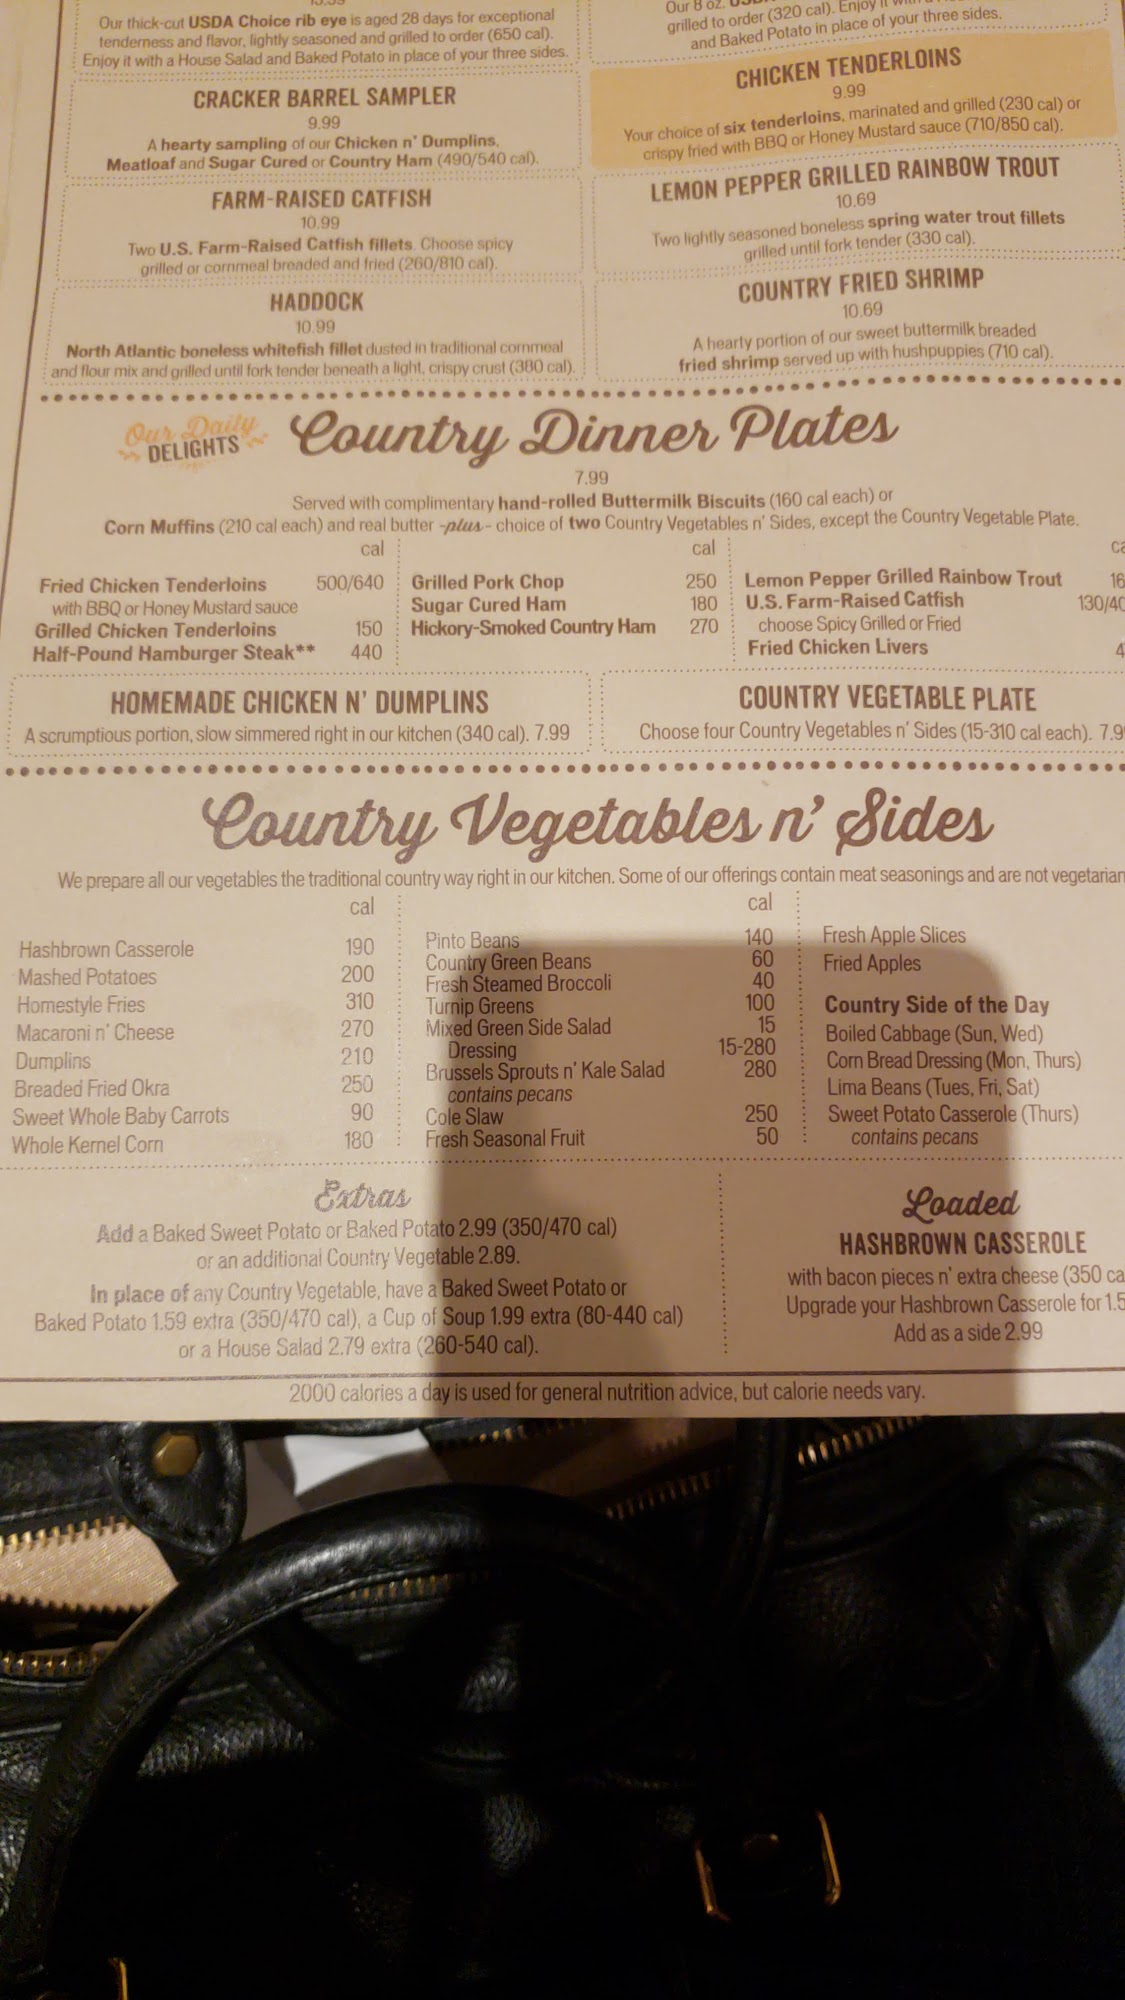 Our thick-cut USDA Choice rib eye is aged 28 days for exceptional
tenderness and flavor, lightly seasoned and grilled to order (650 cal).
Enjoy it with a House Salad and Baked Potato in place of your three sides.
CRACKER BARREL SAMPLER
9.99
A hearty sampling of our Chicken n' Dumplins,
Meatloaf and Sugar Cured or Country Ham (490/540 cal).
FARM-RAISED CATFISH
10.99
Two U.S. Farm-Raised Catfish fillets. Choose spicy
grilled or cornmeal breaded and fried (260/810 cal).
HADDOCK
10.99
North Atlantic boneless whitefish fillet dusted in traditional cornmeal
and flour mix and grilled until fork tender beneath a light, crispy crust (380 cal).
Our 8 oz.
grilled to order (320 cal). Enjoy it
and Baked Potato in place of your three sides.
CHICKEN TENDERLOINS
9.99
Your choice of six tenderloins, marinated and grilled (230 cal) or
crispy fried with BBQ or Honey Mustard sauce (710/850 cal).
LEMON PEPPER GRILLED RAINBOW TROUT
10.69
Two lightly seasoned boneless spring water trout fillets
grilled until fork tender (330 cal).
COUNTRY FRIED SHRIMP
10.69
A hearty portion of our sweet buttermilk breaded
fried shrimp served up with hushpuppies (710 cal).
Our Daily
DELIGHTS
Country Dinner Plates
7.99
Served with complimentary hand-rolled Buttermilk Biscuits (160 cal each) or
Corn Muffins (210 cal each) and real butter -plus- choice of two Country Vegetables n' Sides, except the Country Vegetable Plate.
cal
Fried Chicken Tenderloins 500/640
with BBQ or Honey Mustard sauce
Grilled Chicken Tenderloins 150
Half-Pound Hamburger Steak** 440
cal
Grilled Pork Chop 250
Sugar Cured Ham 180
Hickory-Smoked Country Ham 270
Lemon Pepper Grilled Rainbow Trout
U.S. Farm-Raised Catfish
choose Spicy Grilled or Fried
Fried Chicken Livers
HOMEMADE CHICKEN N' DUMPLINS
A scrumptious portion, slow simmered right in our kitchen (340 cal). 7.99
COUNTRY VEGETABLE PLATE
Choose four Country Vegetables n' Sides (15-310 cal each).
Country Vegetables n' Sides
We prepare all our vegetables the traditional country way right in our kitchen. Some of our offerings contain meat seasonings and are not vegetarian
cal
Hashbrown Casserole 190
Mashed Potatoes 200
Homestyle Fries 310
Macaroni n' Cheese 270
Dumplins 210
Breaded Fried Okra 250
Sweet Whole Baby Carrots 90
Whole Kernel Corn 180
cal
Pinto Beans 140
Country Green Beans 60
Fresh Steamed Broccoli 40
Turnip Greens 100
Mixed Green Side Salad 15
Dressing 15-280
Brussels Sprouts n' Kale Salad 280
contains pecans
Cole Slaw 250
Fresh Seasonal Fruit 50
Fresh Apple Slices
Fried Apples
Country Side of the Day
Boiled Cabbage (Sun, Wed)
Corn Bread Dressing (Mon, Thurs)
Lima Beans (Tues, Fri, Sat)
Sweet Potato Casserole (Thurs)
contains pecans
Extras
Add a Baked Sweet Potato or Baked Potato 2.99 (350/470 cal)
or an additional Country Vegetable 2.89.
In place of any Country Vegetable, have a Baked Sweet Potato or
Baked Potato 1.59 extra (350/470 cal), a Cup of Soup 1.99 extra (80-440 cal)
or a House Salad 2.79 extra (260-540 cal).
Loaded
HASHBROWN CASSEROLE
with bacon pieces n' extra cheese (350
Upgrade your Hashbrown Casserole for
Add as a side 2.99
2000 calories a day is used for general nutrition advice, but calorie needs vary.